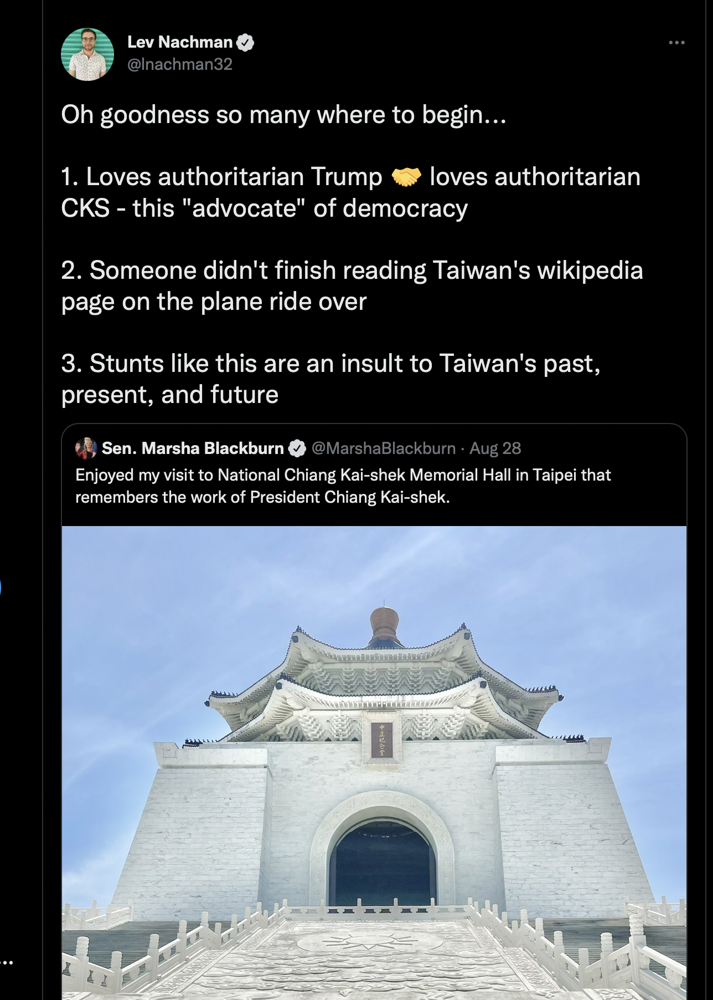 Lev Nachman
@lnachman32
Oh goodness so many where to begin...
1. Loves authoritarian Trump 🤝 loves authoritarian
CKS - this "advocate" of democracy
2. Someone didn't finish reading Taiwan's wikipedia
page on the plane ride over
3. Stunts like this are an insult to Taiwan's past,
present, and future
Sen. Marsha Blackburn @MarshaBlackburn · Aug 28
Enjoyed my visit to National Chiang Kai-shek Memorial Hall in Taipei that
remembers the work of President Chiang Kai-shek.
中正紀念堂